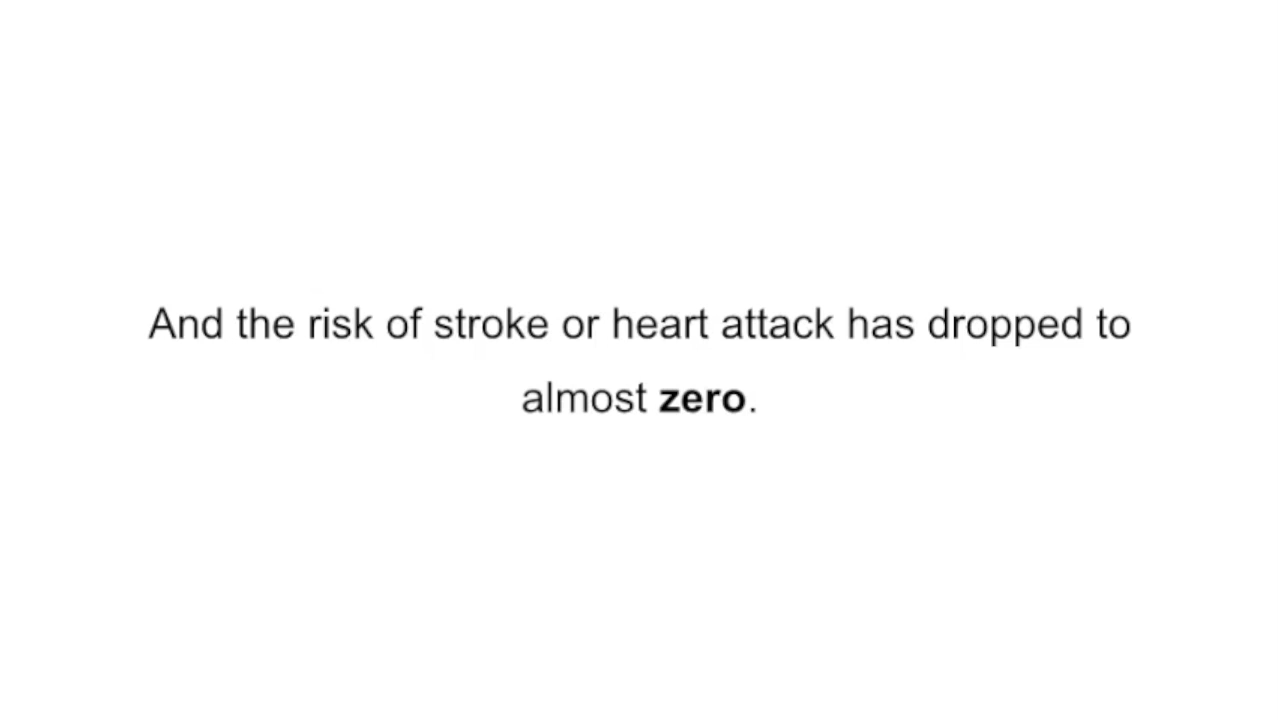 And the risk of stroke or heart attack has dropped to
almost zero.